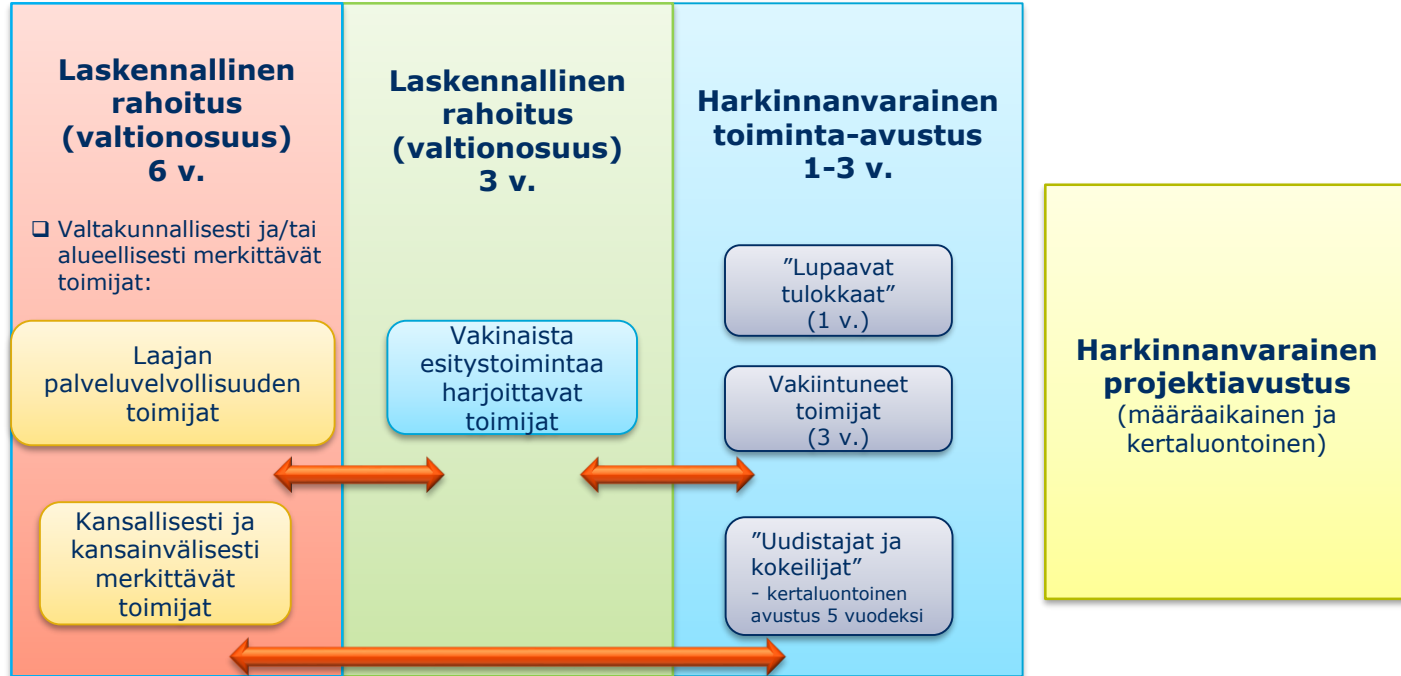 Laskennallinen
rahoitus
(valtionosuus)
6 v.
❑ Valtakunnallisesti ja/tai
alueellisesti merkittävät
toimijat:
Laajan
palveluvelvollisuuden
toimijat
Kansallisesti ja
kansainvälisesti
merkittävät
toimijat
Laskennallinen
rahoitus
(valtionosuus)
3 v.
Vakinaista
esitystoimintaa
harjoittavat
toimijat
Harkinnanvarainen
toiminta-avustus
1-3 v.
”Lupaavat
tulokkaat”
(1 v.)
Vakiintuneet
toimijat
(3 v.)
”Uudistajat ja
kokeilijat”
- kertaluontoinen
avustus 5 vuodeksi
Harkinnanvarainen
projektiavustus
(määräaikainen ja
kertaluontoinen)